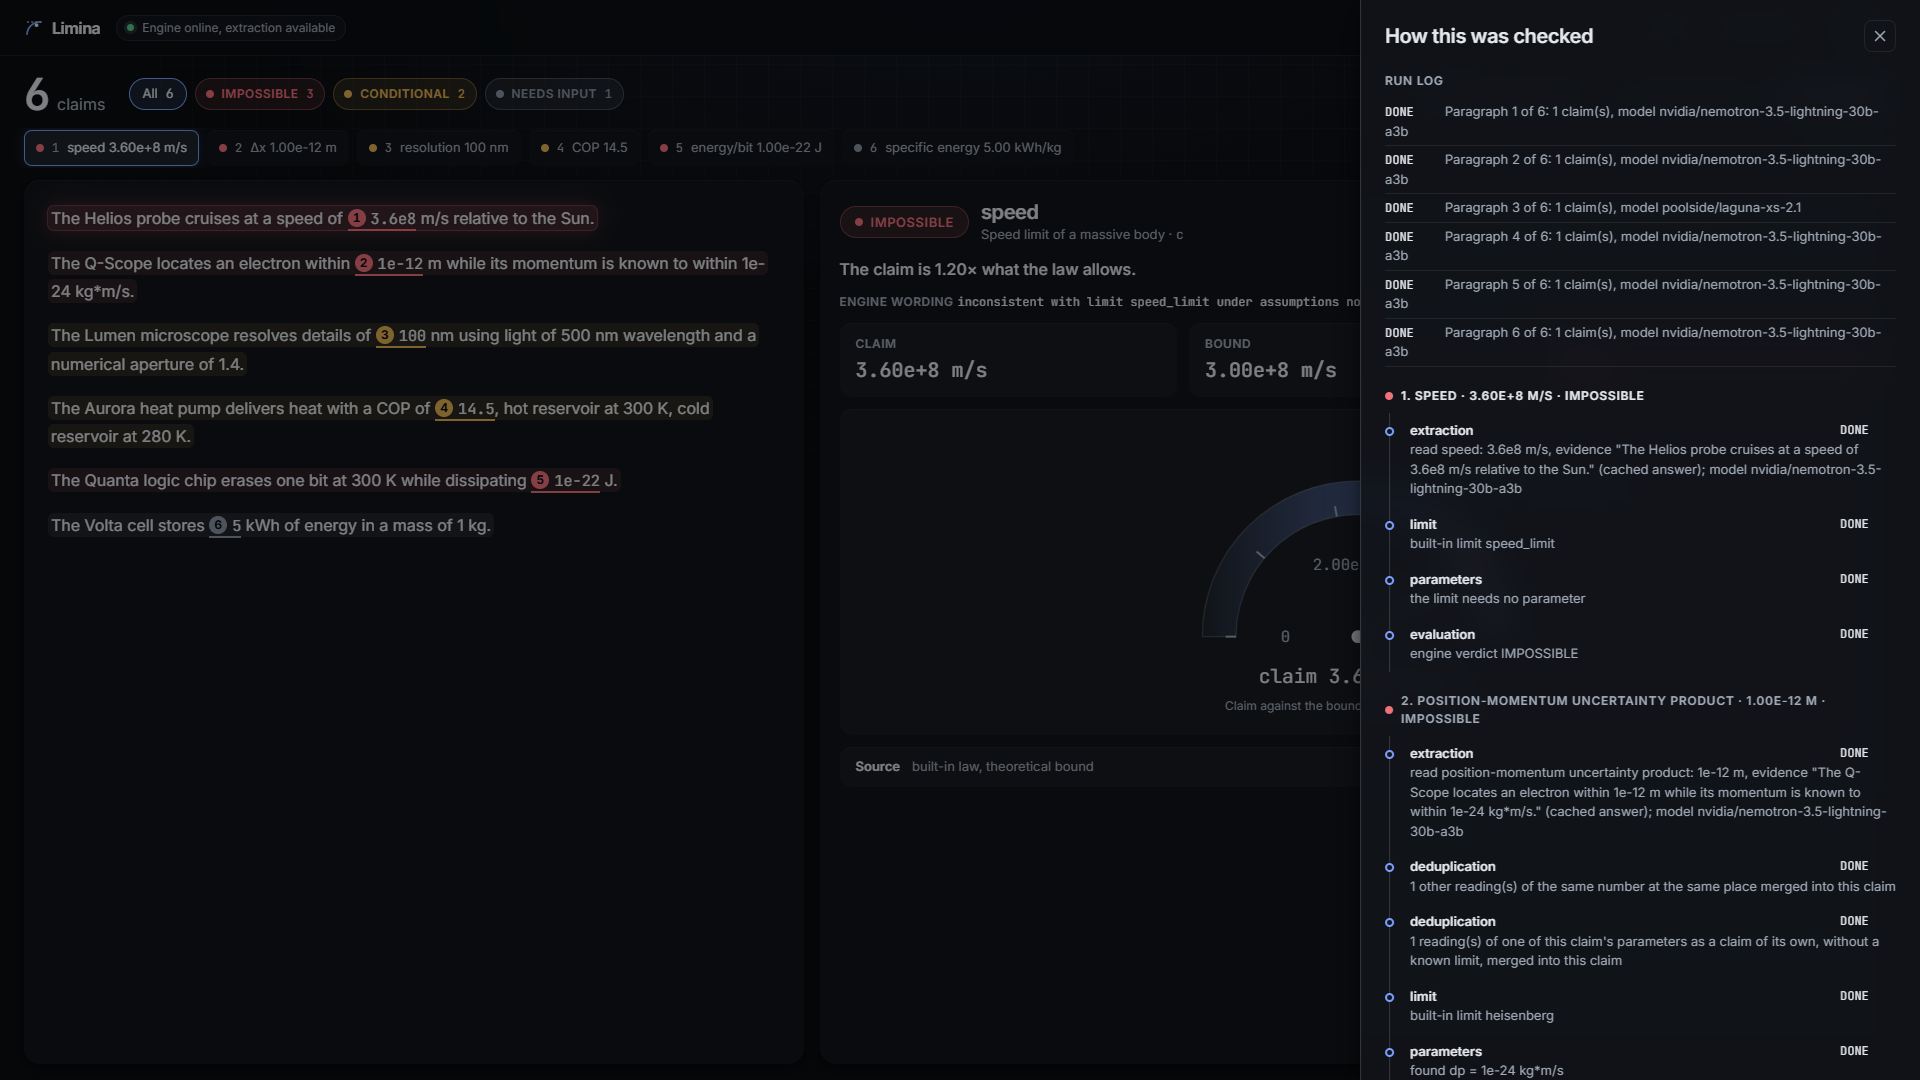 Limina
Engine online, extraction available
6 claims
All 6
IMPOSSIBLE 3
CONDITIONAL 2
NEEDS INPUT 1
1 speed 3.60e+8 m/s
2 Δx 1.00e-12 m
3 resolution 100 nm
4 COP 14.5
5 energy/bit 1.00e-22 J
6 specific energy 5.00 kWh/kg
The Helios probe cruises at a speed of 1 3.6e8 m/s relative to the Sun.
The Q-Scope locates an electron within 2 1e-12 m while its momentum is known to within 1e-
24 kg*m/s.
The Lumen microscope resolves details of 3 100 nm using light of 500 nm wavelength and a
numerical aperture of 1.4.
The Aurora heat pump delivers heat with a COP of 4 14.5, hot reservoir at 300 K, cold
reservoir at 280 K.
The Quanta logic chip erases one bit at 300 K while dissipating 5 1e-22 J.
The Volta cell stores 6 5 kWh of energy in a mass of 1 kg.
IMPOSSIBLE
speed
Speed limit of a massive body · c
The claim is 1.20× what the law allows.
ENGINE WORDING inconsistent with limit speed_limit under assumptions no
CLAIM
3.60e+8 m/s
BOUND
3.00e+8 m/s
2.00e
0
claim 3.6
Claim against the bound
Source built-in law, theoretical bound
How this was checked
RUN LOG
DONE Paragraph 1 of 6: 1 claim(s), model nvidia/nemotron-3.5-lightning-30b-
a3b
DONE Paragraph 2 of 6: 1 claim(s), model nvidia/nemotron-3.5-lightning-30b-
a3b
DONE Paragraph 3 of 6: 1 claim(s), model poolside/laguna-xs-2.1
DONE Paragraph 4 of 6: 1 claim(s), model nvidia/nemotron-3.5-lightning-30b-
a3b
DONE Paragraph 5 of 6: 1 claim(s), model nvidia/nemotron-3.5-lightning-30b-
a3b
DONE Paragraph 6 of 6: 1 claim(s), model nvidia/nemotron-3.5-lightning-30b-
a3b
1. SPEED · 3.60E+8 M/S · IMPOSSIBLE
extraction DONE
read speed: 3.6e8 m/s, evidence "The Helios probe cruises at a speed of
3.6e8 m/s relative to the Sun." (cached answer); model nvidia/nemotron-3.5-
lightning-30b-a3b
limit DONE
built-in limit speed_limit
parameters DONE
the limit needs no parameter
evaluation DONE
engine verdict IMPOSSIBLE
2. POSITION-MOMENTUM UNCERTAINTY PRODUCT · 1.00E-12 M ·
IMPOSSIBLE
extraction DONE
read position-momentum uncertainty product: 1e-12 m, evidence "The Q-
Scope locates an electron within 1e-12 m while its momentum is known to
within 1e-24 kg*m/s." (cached answer); model nvidia/nemotron-3.5-lightning-
30b-a3b
deduplication DONE
1 other reading(s) of the same number at the same place merged into this claim
deduplication DONE
1 reading(s) of one of this claim's parameters as a claim of its own, without a
known limit, merged into this claim
limit DONE
built-in limit heisenberg
parameters DONE
found dp = 1e-24 kg*m/s